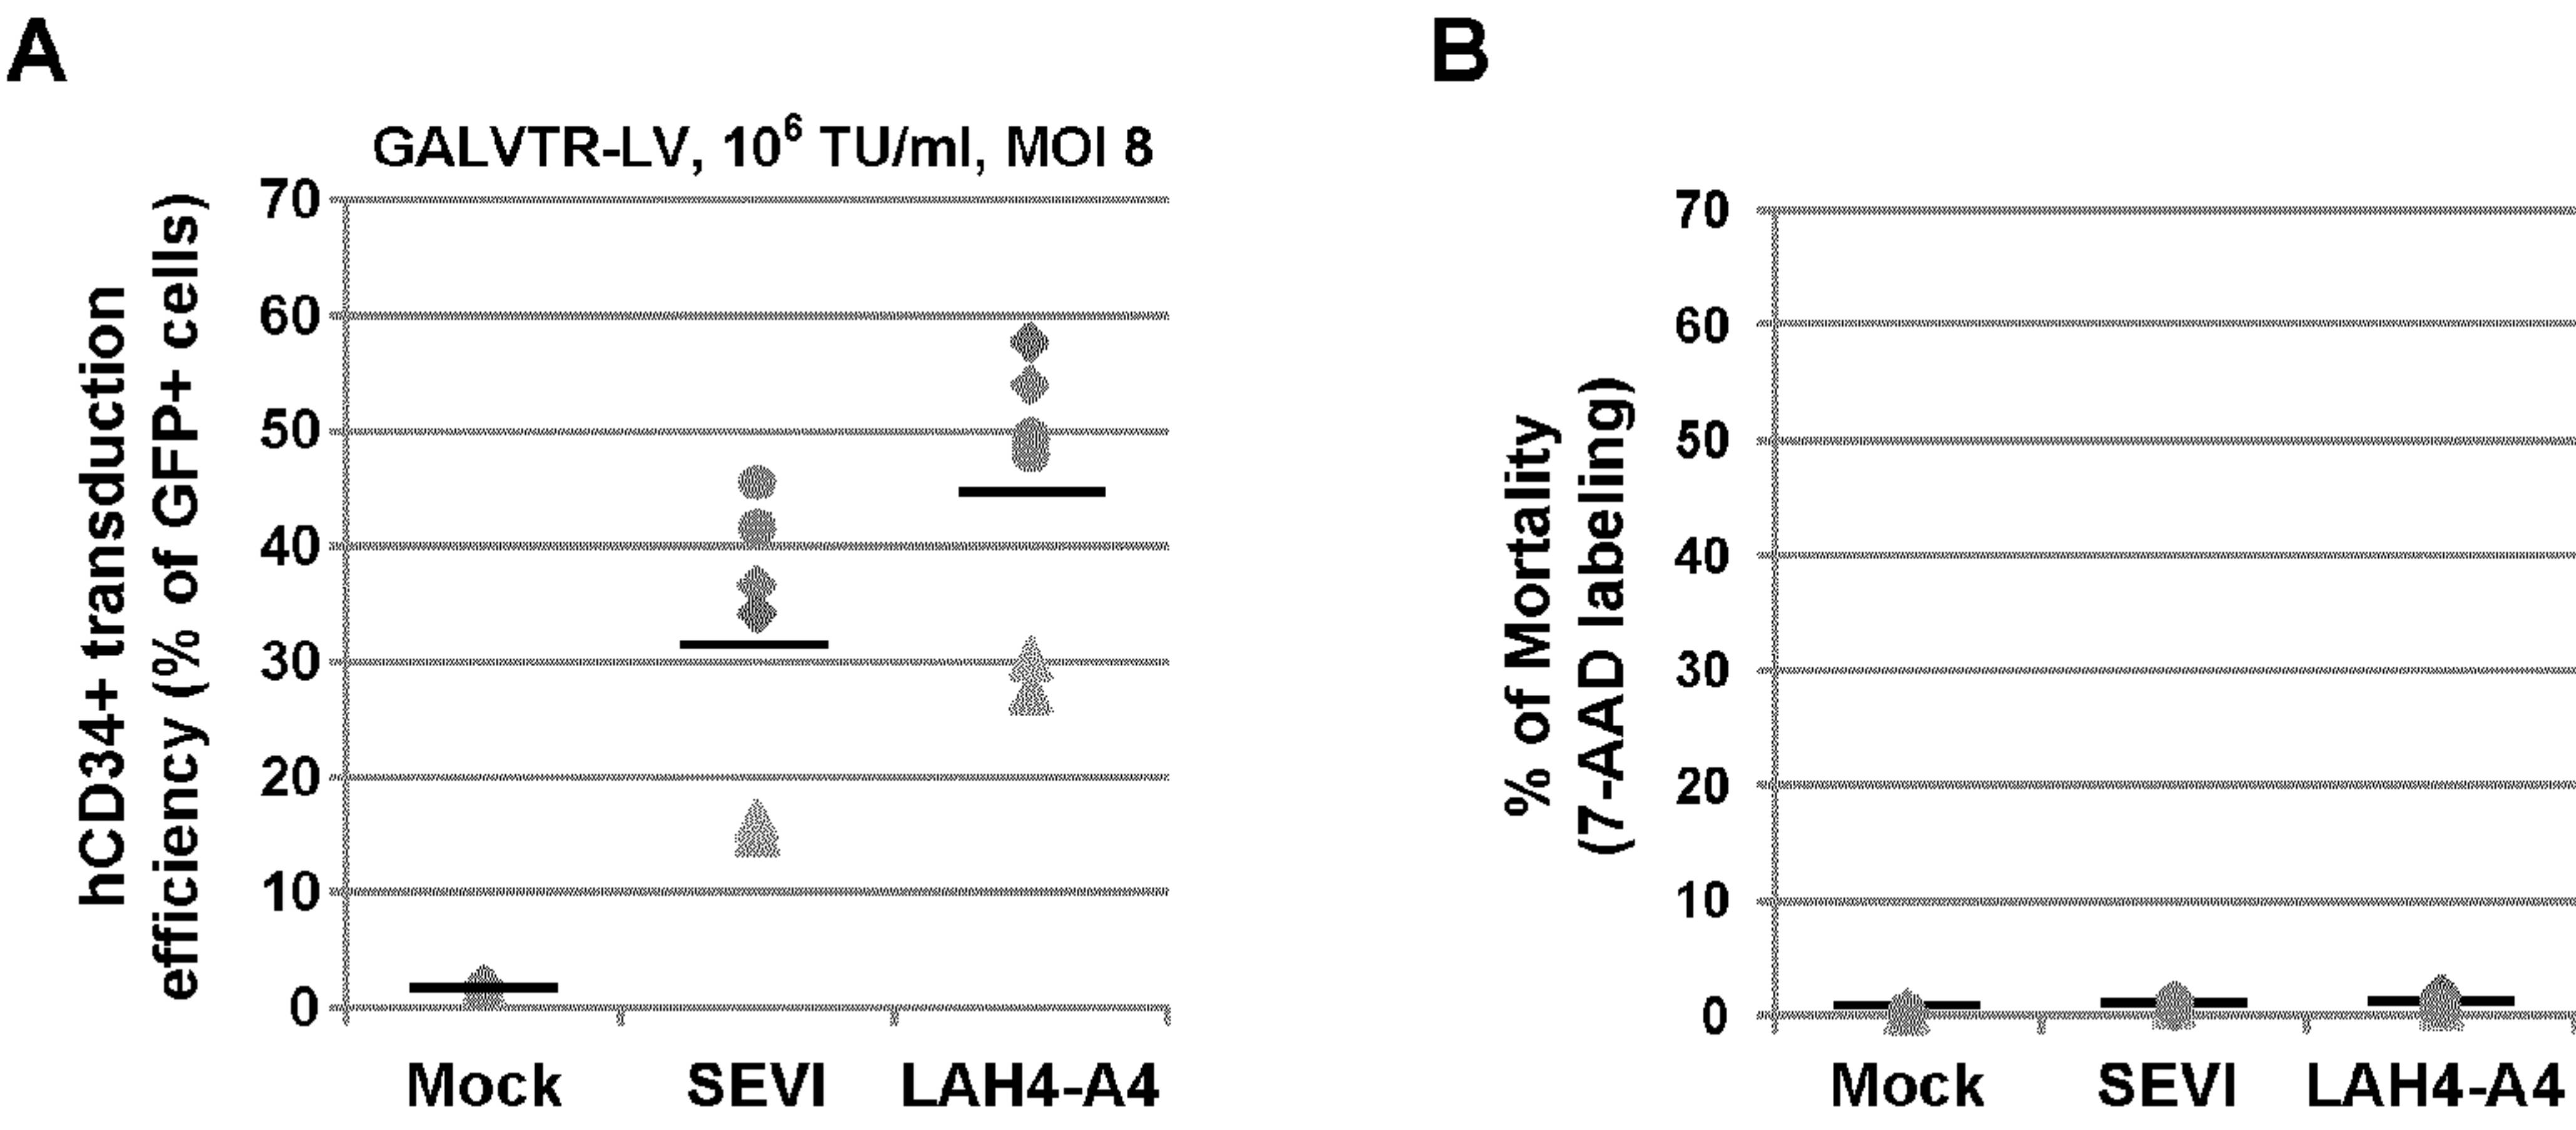 A
GALVTR-LV, 10⁶ TU/ml, MOI 8
hCD34+ transduction
efficiency (% of GFP+ cells)
70
60
50
40
30
20
10
0
Mock SEVI LAH4-A4
B
% of Mortality
(7-AAD labeling)
70
60
50
40
30
20
10
0
Mock SEVI LAH4-A4